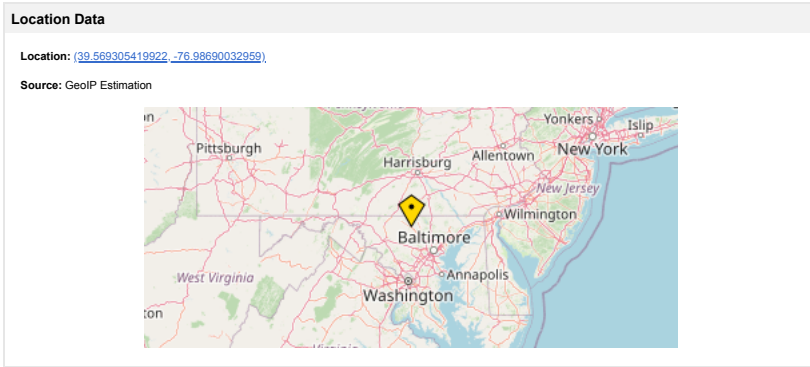 Location Data
Location: (39.569305419922, -76.98690032959)
Source: GeoIP Estimation
Yonkers
Islip
Pittsburgh
New York
Harrisburg
Allentown
New Jersey
Wilmington
Baltimore
West Virginia
Annapolis
Washington
ton